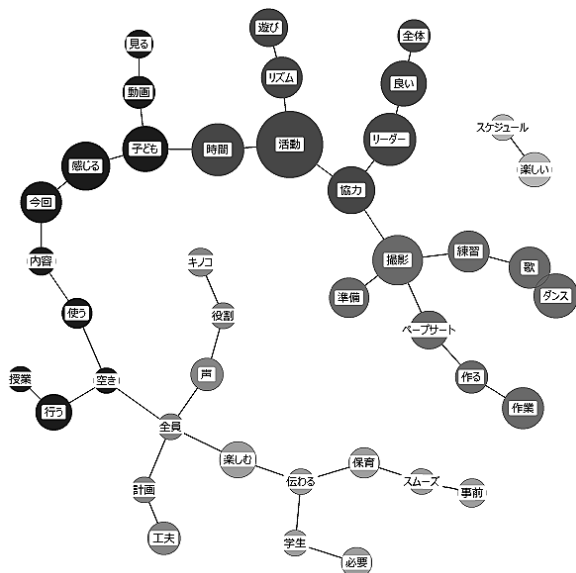 遊び
全体
見る
リズム
良い
動画
スケジュール
リーダー
活動
子ども
時間
感じる
楽しい
協力
今回
練習
内容
キノコ
撮影
歌
準備
ダンス
使う
役割
ペープサート
声
作る
授業
空き
行う
作業
全員
楽しむ
保育
伝わる
スムーズ
計画
事前
工夫
学生
必要